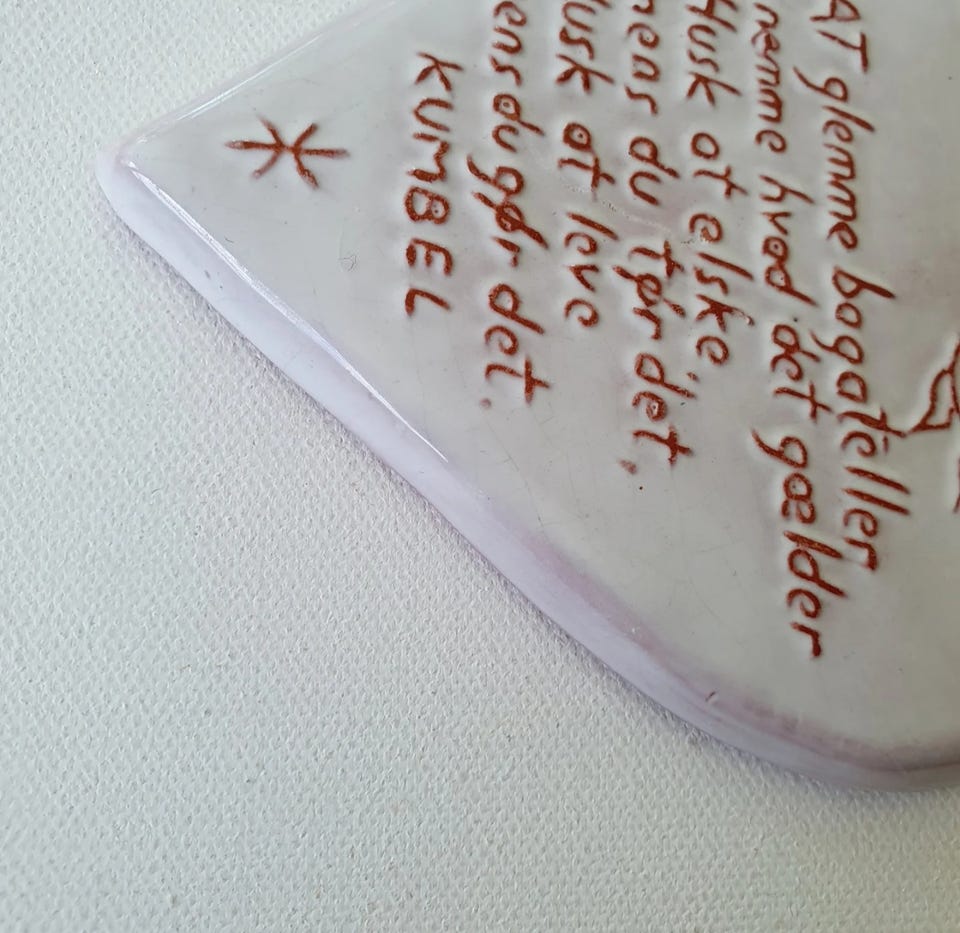 AT glemme bagateller
nemme hvad det gælder
Husk at elske
mens du tør det.
Husk at leve
ens du gør det.
KUMBEL